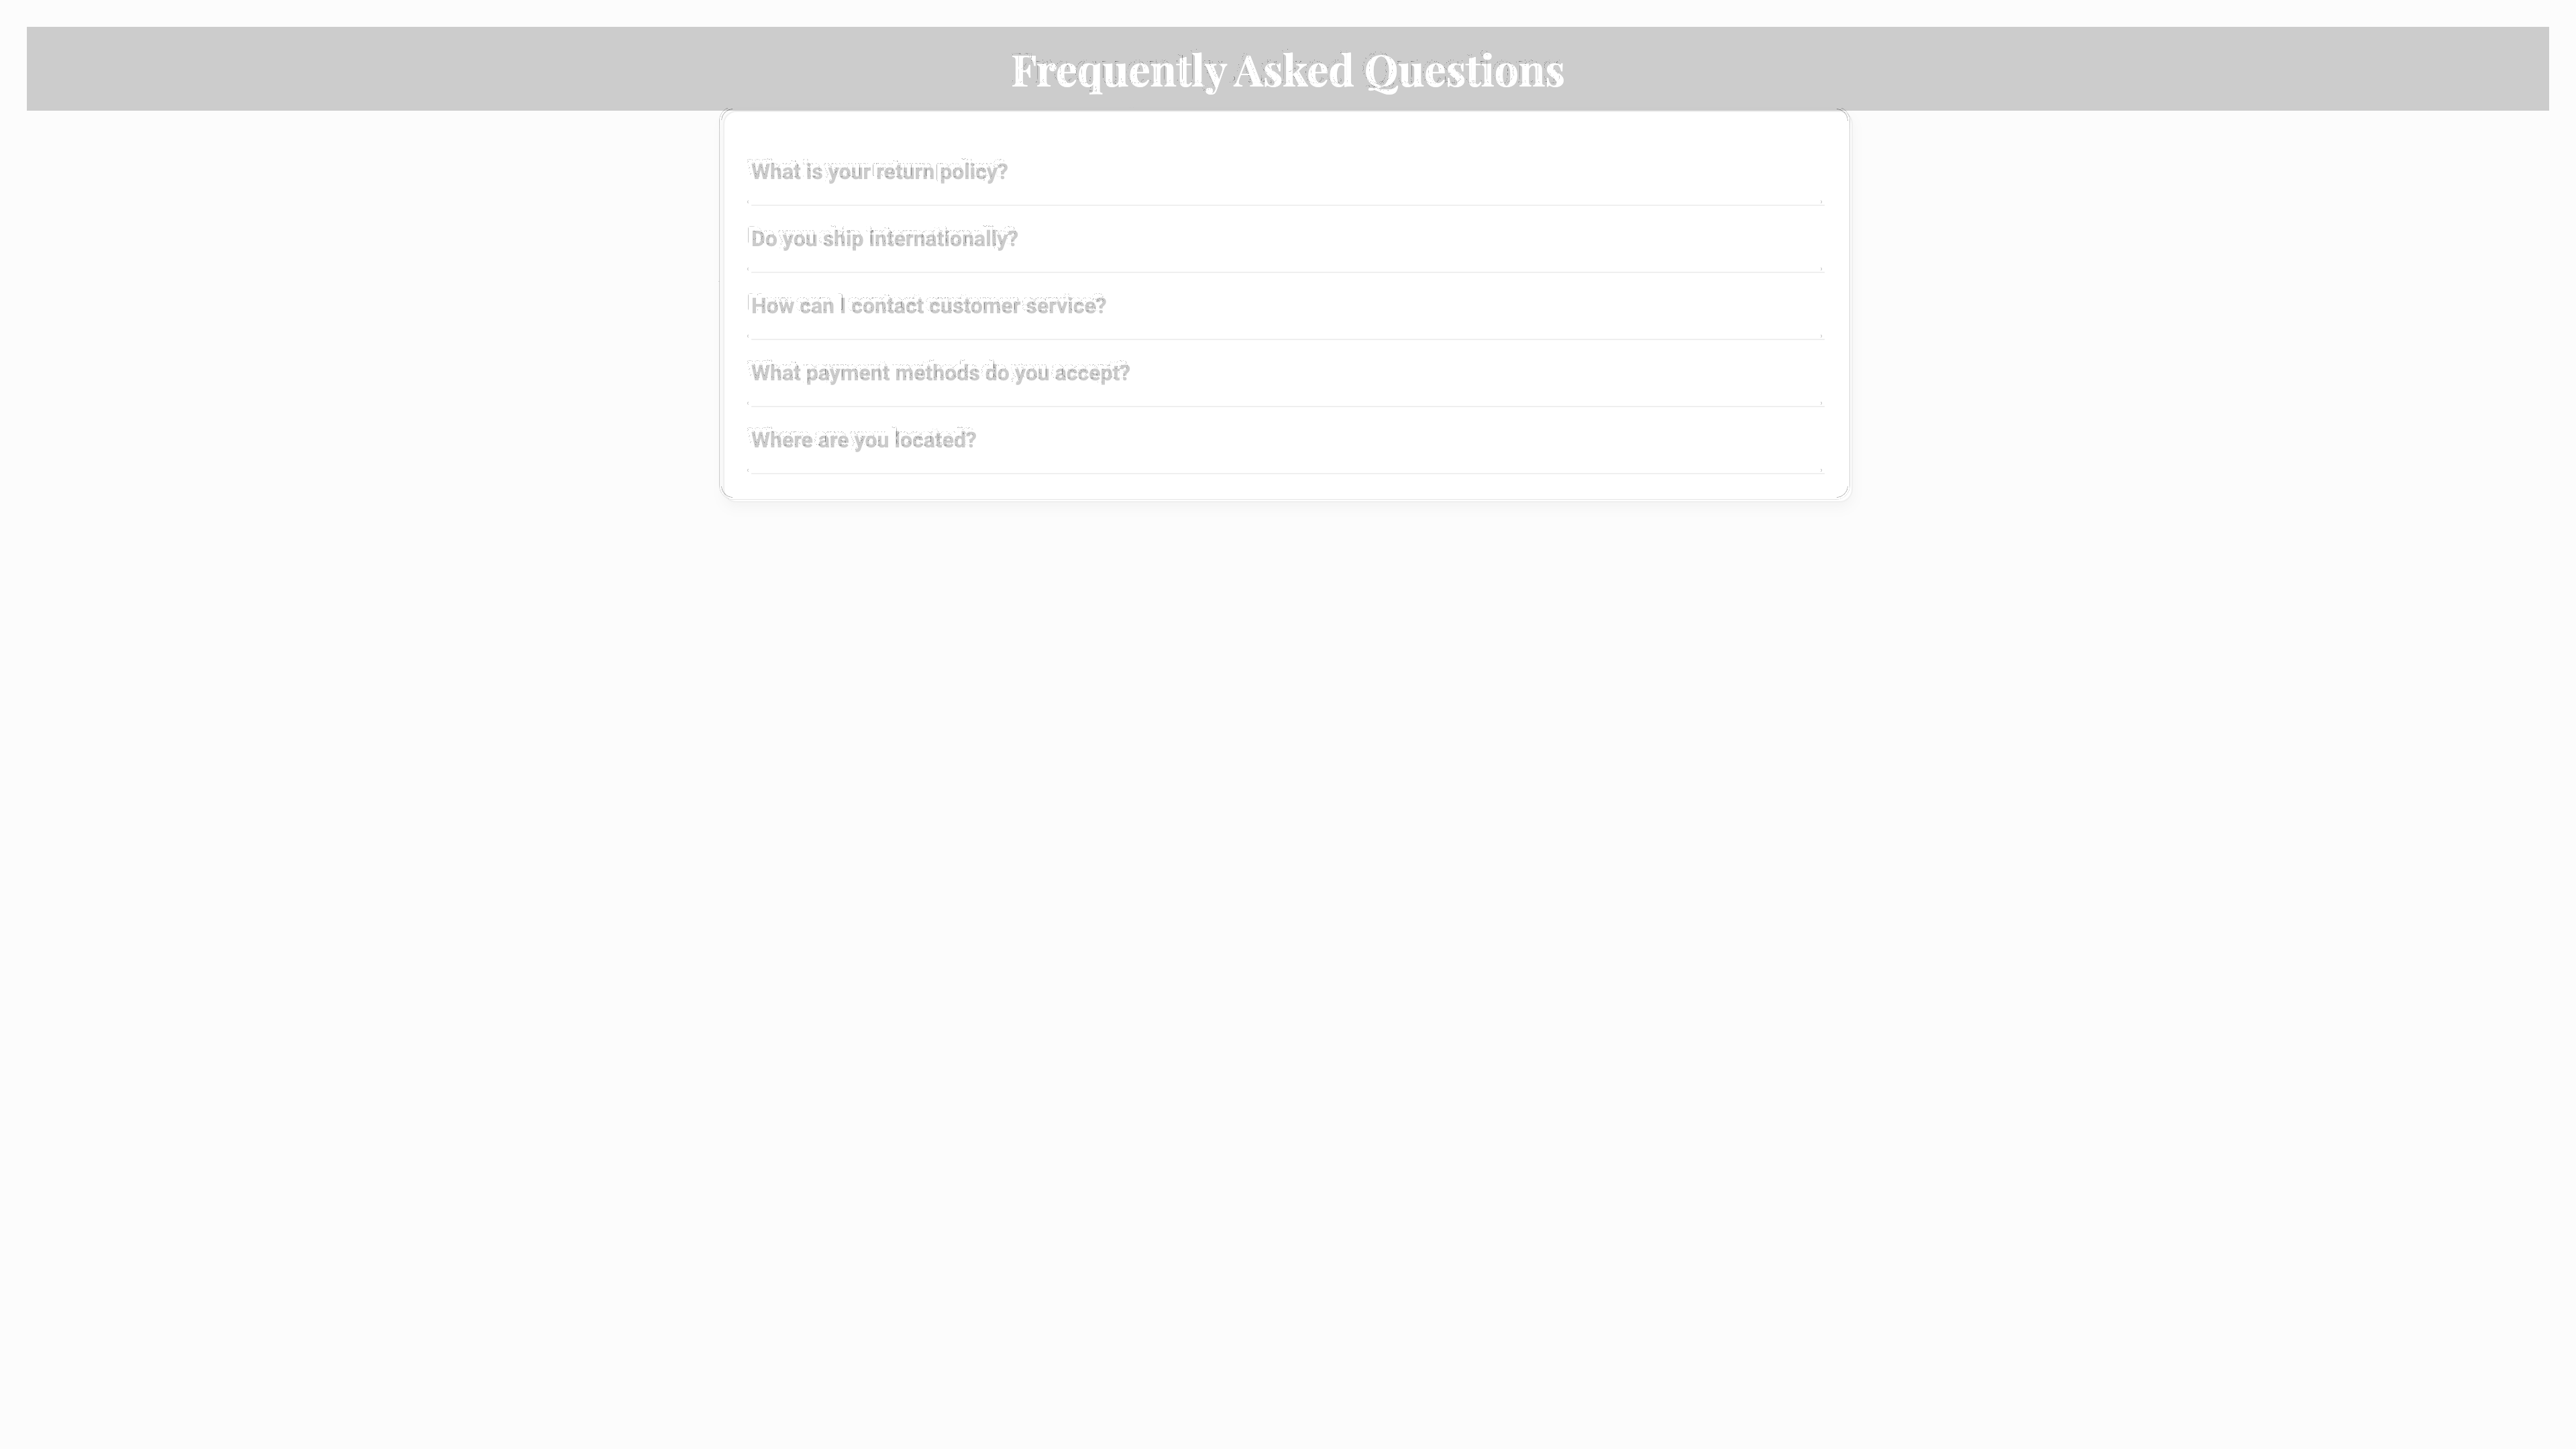 Frequently Asked Questions
What is your return policy?
Do you ship internationally?
How can I contact customer service?
What payment methods do you accept?
Where are you located?